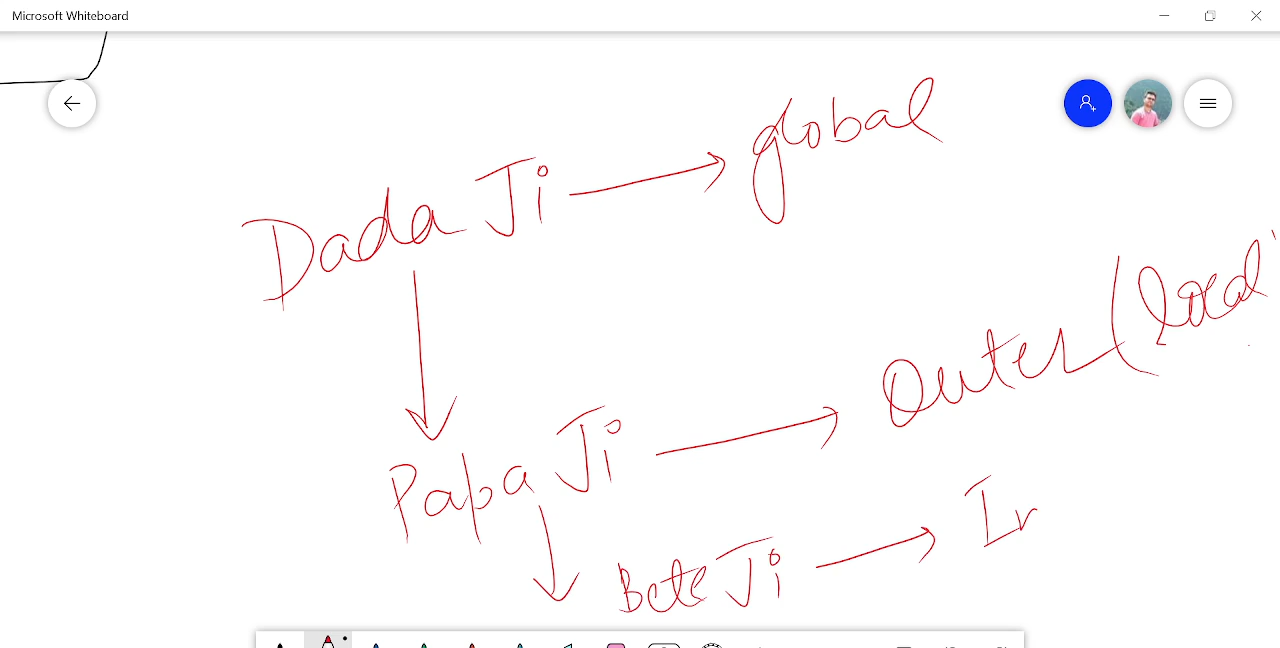 Microsoft Whiteboard
Dada Ji → global
Papa Ji → Outer (local)
Bete Ji → In